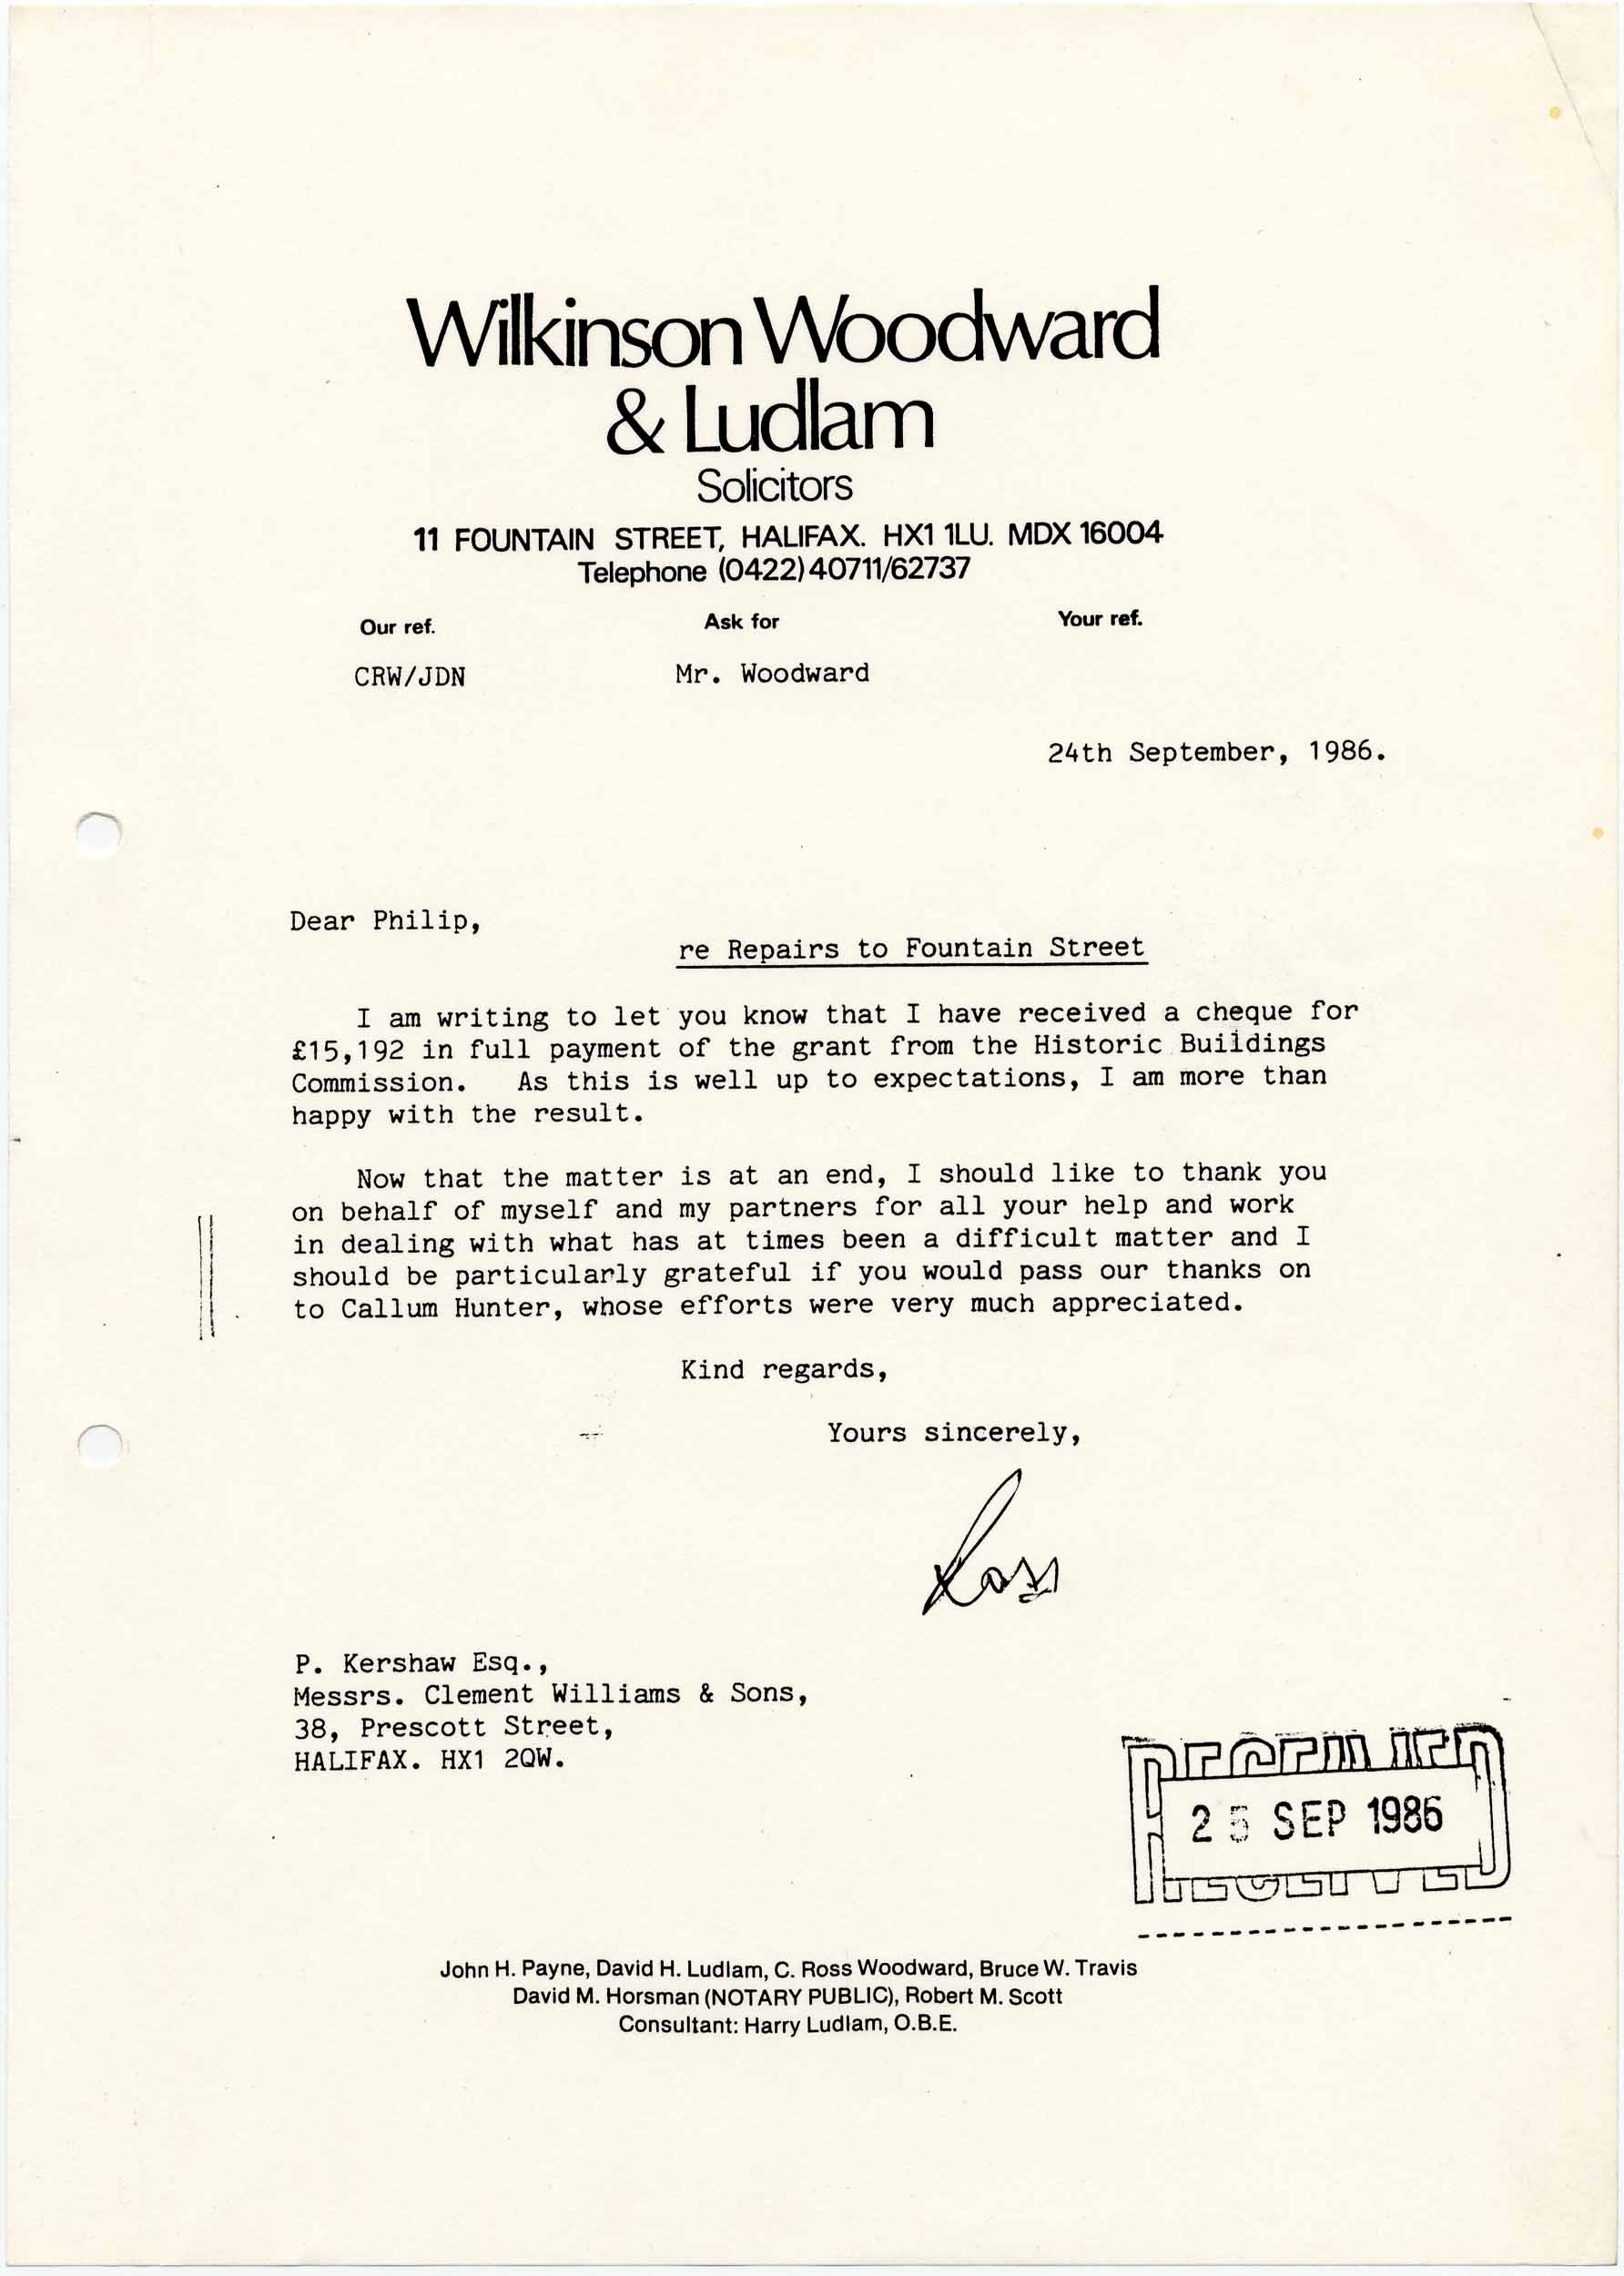 Wilkinson Woodward
& Ludlam
Solicitors
11 FOUNTAIN STREET, HALIFAX. HX1 1LU. MDX 16004
Telephone (0422) 40711/62737
Our ref. Ask for Your ref.
CRW/JDN Mr. Woodward
24th September, 1986.
Dear Philip,
re Repairs to Fountain Street
I am writing to let you know that I have received a cheque for
£15,192 in full payment of the grant from the Historic Buildings
Commission. As this is well up to expectations, I am more than
happy with the result.
Now that the matter is at an end, I should like to thank you
on behalf of myself and my partners for all your help and work
in dealing with what has at times been a difficult matter and I
should be particularly grateful if you would pass our thanks on
to Callum Hunter, whose efforts were very much appreciated.
Kind regards,
Yours sincerely,
Ross
P. Kershaw Esq.,
Messrs. Clement Williams & Sons,
38, Prescott Street,
HALIFAX. HX1 2QW.
RECEIVED
25 SEP 1986
RECEIVED
John H. Payne, David H. Ludlam, C. Ross Woodward, Bruce W. Travis
David M. Horsman (NOTARY PUBLIC), Robert M. Scott
Consultant: Harry Ludlam, O.B.E.